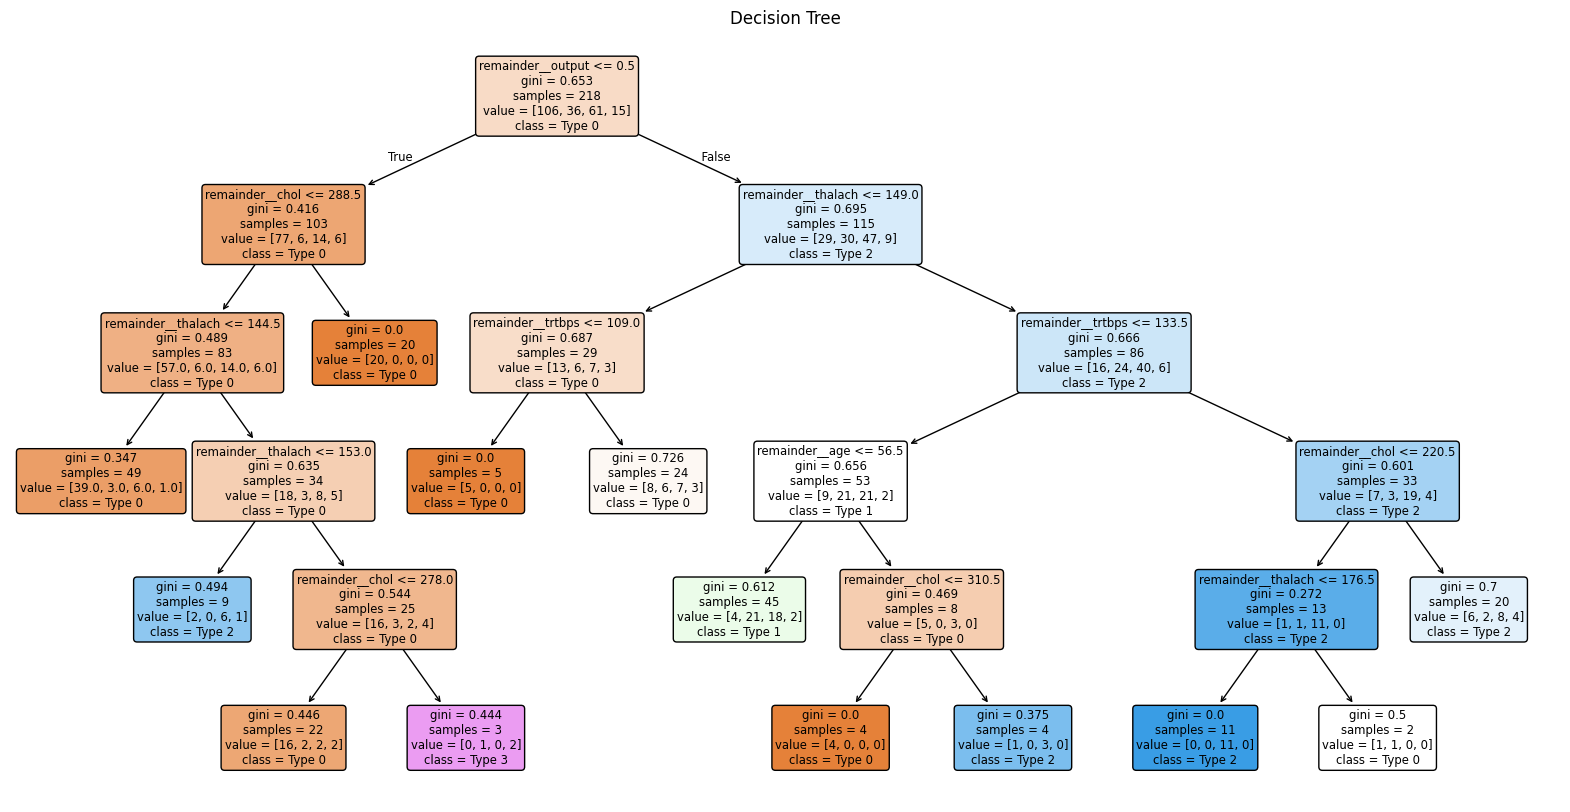 Decision Tree
remainder__output <= 0.5
gini = 0.653
samples = 218
value = [106, 36, 61, 15]
class = Type 0
True
False
remainder__chol <= 288.5
gini = 0.416
samples = 103
value = [77, 6, 14, 6]
class = Type 0
remainder__thalach <= 149.0
gini = 0.695
samples = 115
value = [29, 30, 47, 9]
class = Type 2
remainder__thalach <= 144.5
gini = 0.489
samples = 83
value = [57.0, 6.0, 14.0, 6.0]
class = Type 0
gini = 0.0
samples = 20
value = [20, 0, 0, 0]
class = Type 0
remainder__trtbps <= 109.0
gini = 0.687
samples = 29
value = [13, 6, 7, 3]
class = Type 0
remainder__trtbps <= 133.5
gini = 0.666
samples = 86
value = [16, 24, 40, 6]
class = Type 2
gini = 0.347
samples = 49
value = [39.0, 3.0, 6.0, 1.0]
class = Type 0
remainder__thalach <= 153.0
gini = 0.635
samples = 34
value = [18, 3, 8, 5]
class = Type 0
gini = 0.0
samples = 5
value = [5, 0, 0, 0]
class = Type 0
gini = 0.726
samples = 24
value = [8, 6, 7, 3]
class = Type 0
remainder__age <= 56.5
gini = 0.656
samples = 53
value = [9, 21, 21, 2]
class = Type 1
remainder__chol <= 220.5
gini = 0.601
samples = 33
value = [7, 3, 19, 4]
class = Type 2
gini = 0.494
samples = 9
value = [2, 0, 6, 1]
class = Type 2
remainder__chol <= 278.0
gini = 0.544
samples = 25
value = [16, 3, 2, 4]
class = Type 0
gini = 0.612
samples = 45
value = [4, 21, 18, 2]
class = Type 1
remainder__chol <= 310.5
gini = 0.469
samples = 8
value = [5, 0, 3, 0]
class = Type 0
remainder__thalach <= 176.5
gini = 0.272
samples = 13
value = [1, 1, 11, 0]
class = Type 2
gini = 0.7
samples = 20
value = [6, 2, 8, 4]
class = Type 2
gini = 0.446
samples = 22
value = [16, 2, 2, 2]
class = Type 0
gini = 0.444
samples = 3
value = [0, 1, 0, 2]
class = Type 3
gini = 0.0
samples = 4
value = [4, 0, 0, 0]
class = Type 0
gini = 0.375
samples = 4
value = [1, 0, 3, 0]
class = Type 2
gini = 0.0
samples = 11
value = [0, 0, 11, 0]
class = Type 2
gini = 0.5
samples = 2
value = [1, 1, 0, 0]
class = Type 0